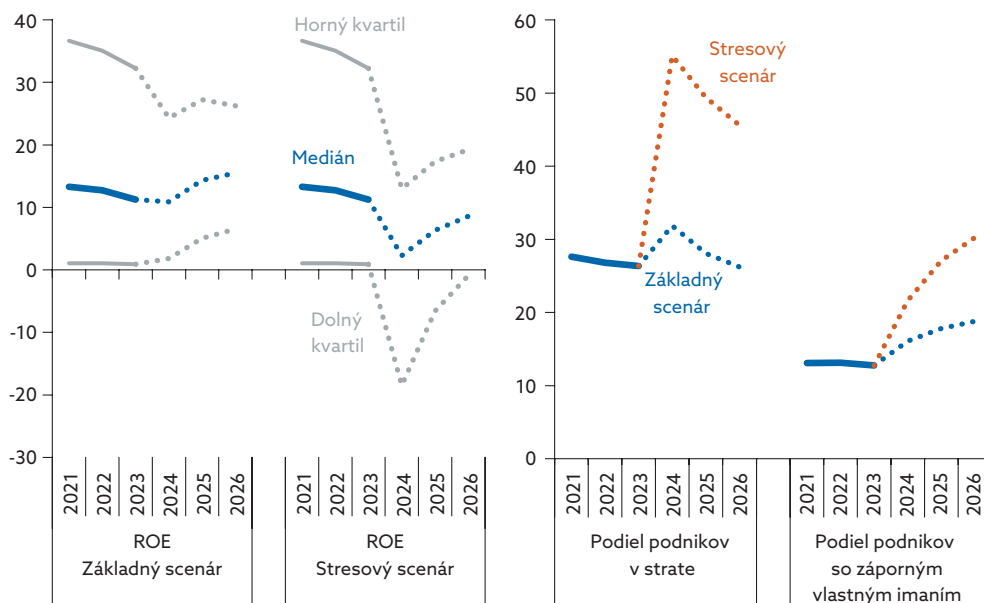 40
30
20
10
0
-10
-20
-30
Horný kvartil
Medián
Dolný
kvartil
2021
2022
2023
2024
2025
2026
2021
2022
2023
2024
2025
2026
ROE
Základný scenár
ROE
Stresový scenár
60
50
40
30
20
10
0
Stresový
scenár
Základný
scenár
2021
2022
2023
2024
2025
2026
2021
2022
2023
2024
2025
2026
Podiel podnikov
v strate
Podiel podnikov
so záporným
vlastným imaním